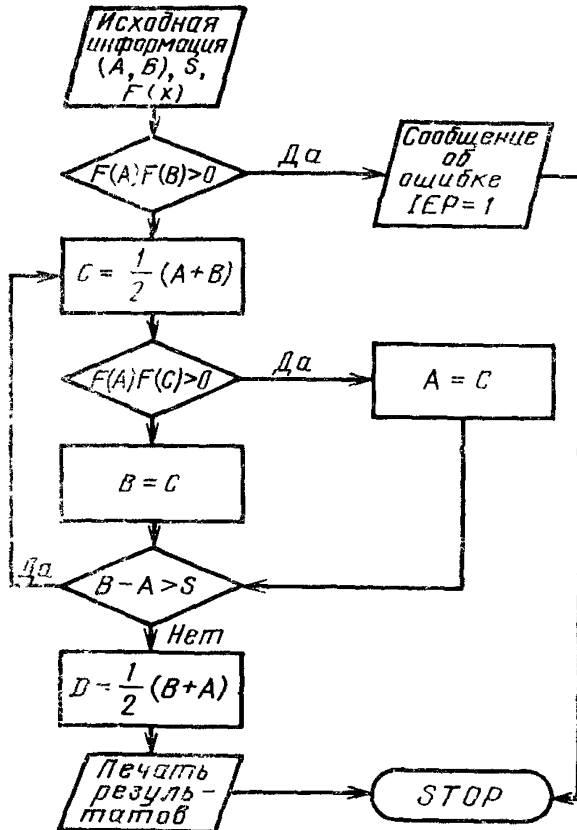 Исходная
информация
(A, B), S,
F(x)
F(A)F(B)>0
Да
Сообщение
об
ошибке
IEP=1
C = 1/2 (A+B)
F(A)F(C)>0
Да
A = C
B = C
B − A > S
Да
Нет
D = 1/2 (B+A)
Печать
резуль-
татов
STOP